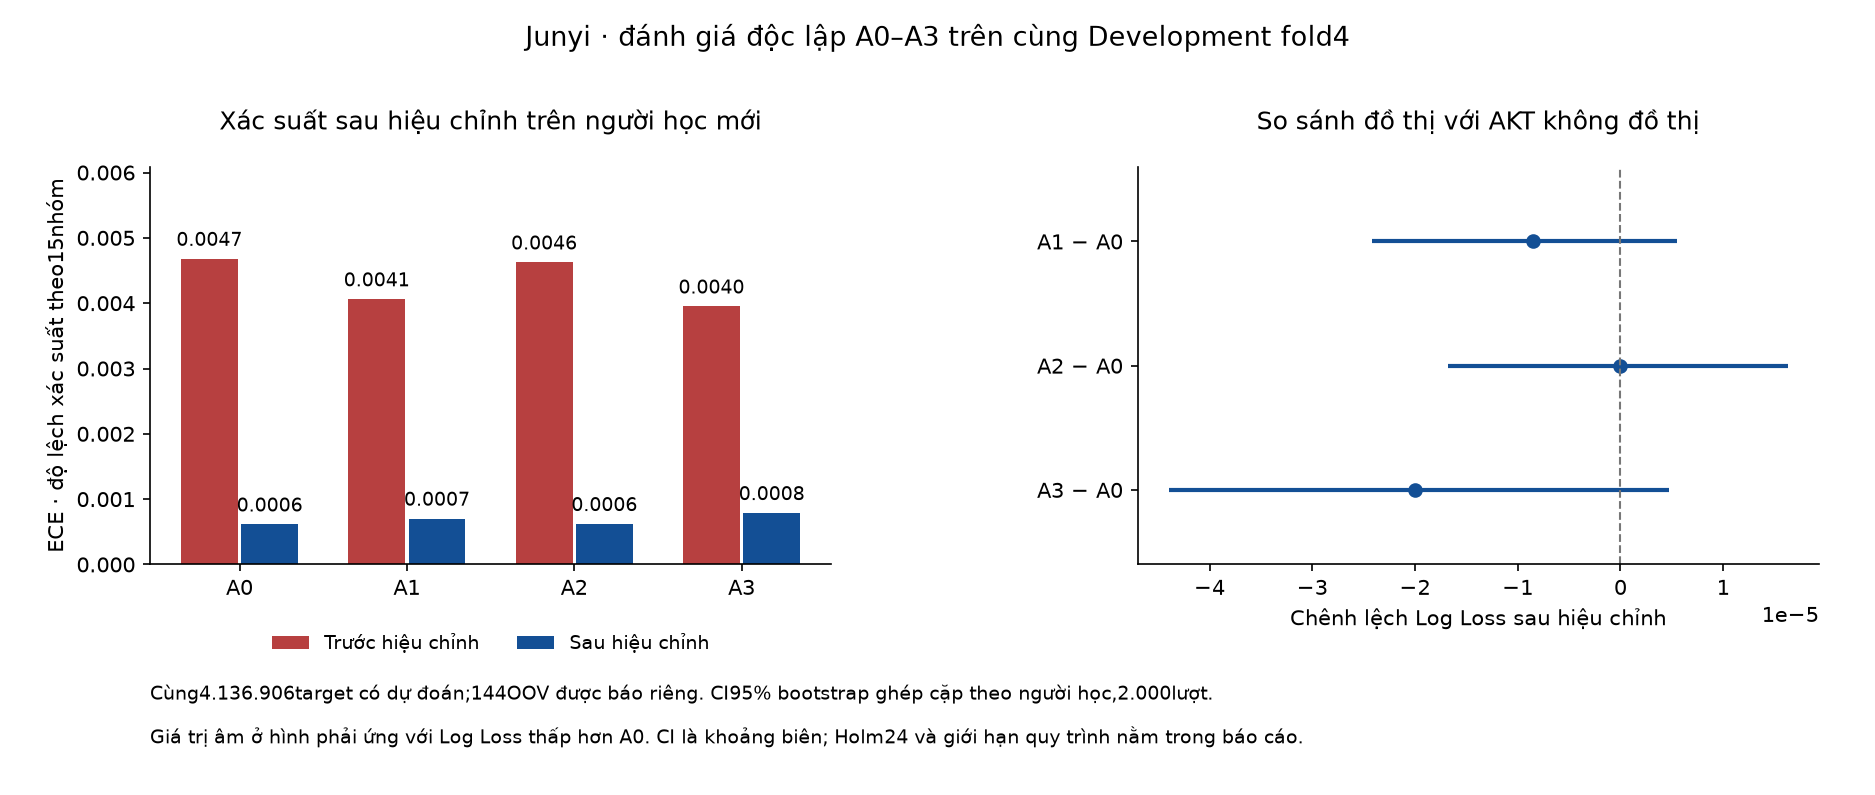 Junyi · đánh giá độc lập A0–A3 trên cùng Development fold4
Xác suất sau hiệu chỉnh trên người học mới
ECE · độ lệch xác suất theo15nhóm
0.006
0.005
0.004
0.003
0.002
0.001
0.000
0.0047
0.0006
0.0041
0.0007
0.0046
0.0006
0.0040
0.0008
A0
A1
A2
A3
Trước hiệu chỉnh
Sau hiệu chỉnh
So sánh đồ thị với AKT không đồ thị
A1 − A0
A2 − A0
A3 − A0
−4
−3
−2
−1
0
1
1e−5
Chênh lệch Log Loss sau hiệu chỉnh
Cùng4.136.906target có dự đoán;144OOV được báo riêng. CI95% bootstrap ghép cặp theo người học,2.000lượt.
Giá trị âm ở hình phải ứng với Log Loss thấp hơn A0. CI là khoảng biên; Holm24 và giới hạn quy trình nằm trong báo cáo.